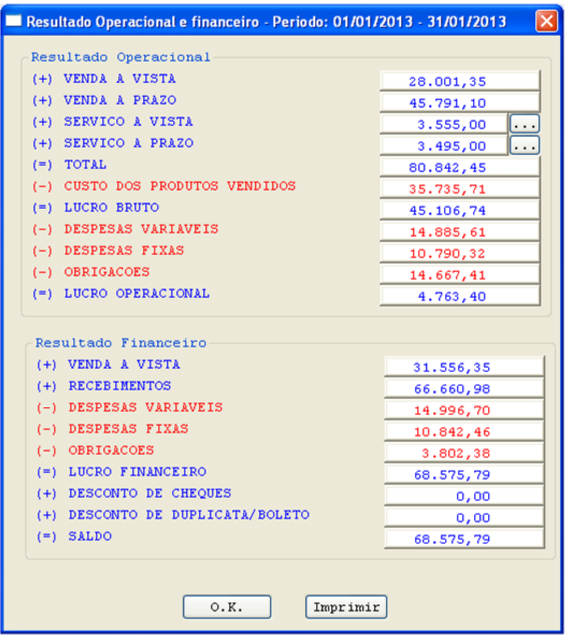 Resultado Operacional e financeiro - Periodo: 01/01/2013 - 31/01/2013
Resultado Operacional
(+) VENDA A VISTA 28.001,35
(+) VENDA A PRAZO 45.791,10
(+) SERVICO A VISTA 3.555,00 ...
(+) SERVICO A PRAZO 3.495,00 ...
(=) TOTAL 80.842,45
(-) CUSTO DOS PRODUTOS VENDIDOS 35.735,71
(=) LUCRO BRUTO 45.106,74
(-) DESPESAS VARIAVEIS 14.885,61
(-) DESPESAS FIXAS 10.790,32
(-) OBRIGACOES 14.667,41
(=) LUCRO OPERACIONAL 4.763,40
Resultado Financeiro
(+) VENDA A VISTA 31.556,35
(+) RECEBIMENTOS 66.660,98
(-) DESPESAS VARIAVEIS 14.996,70
(-) DESPESAS FIXAS 10.842,46
(-) OBRIGACOES 3.802,38
(=) LUCRO FINANCEIRO 68.575,79
(+) DESCONTO DE CHEQUES 0,00
(+) DESCONTO DE DUPLICATA/BOLETO 0,00
(=) SALDO 68.575,79
O.K. Imprimir